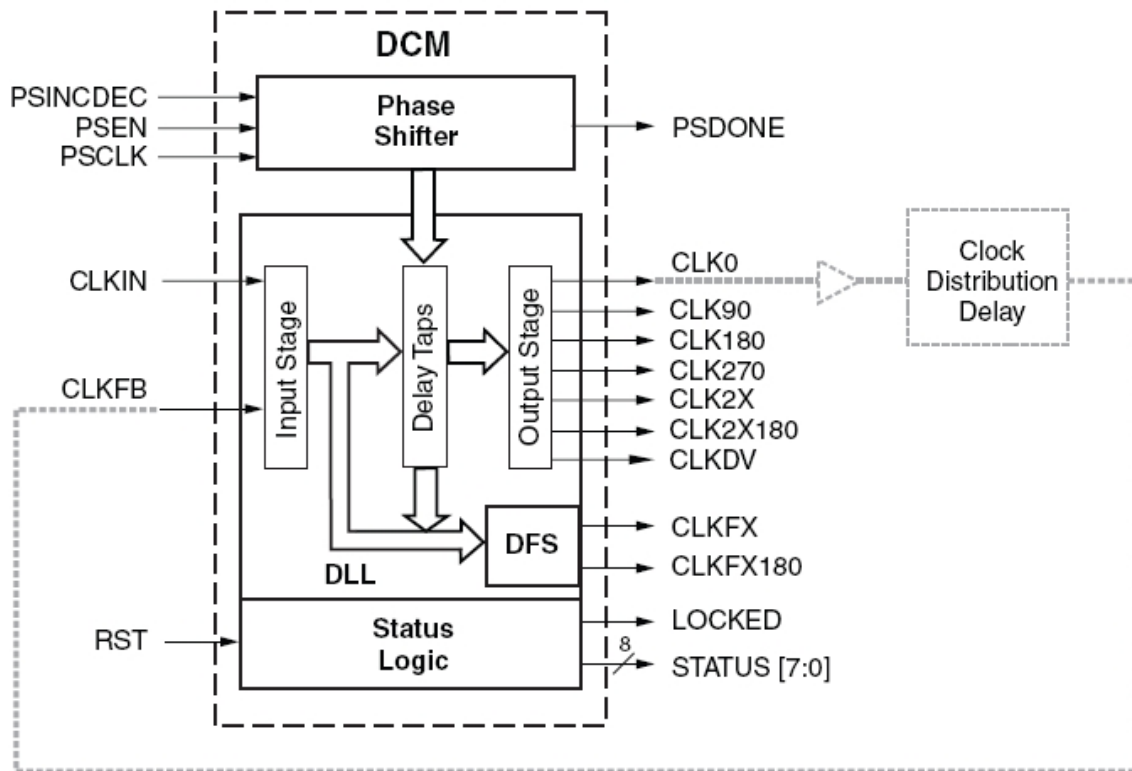 DCM
PSINCDEC
PSEN
PSCLK
Phase
Shifter
PSDONE
CLKIN
CLKFB
Input Stage
Delay Taps
Output Stage
CLK0
CLK90
CLK180
CLK270
CLK2X
CLK2X180
CLKDV
Clock
Distribution
Delay
DFS
CLKFX
CLKFX180
DLL
RST
Status
Logic
LOCKED
8
STATUS [7:0]